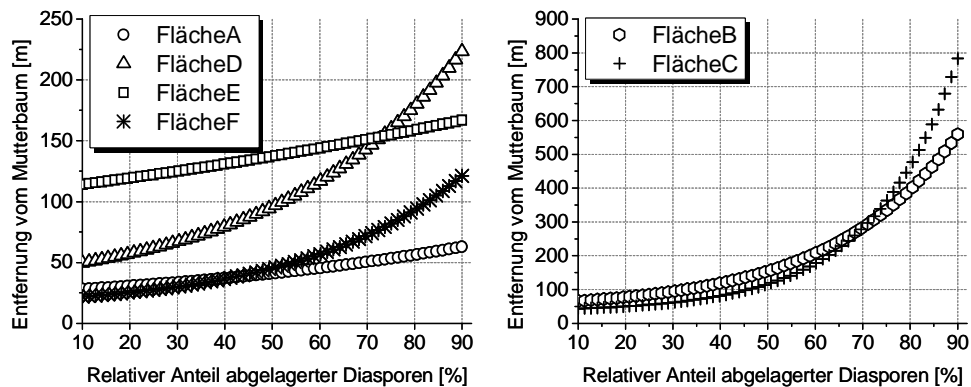 FlächeA
FlächeD
FlächeE
FlächeF
Entfernung vom Mutterbaum [m]
250
200
150
100
50
0
10 20 30 40 50 60 70 80 90
Relativer Anteil abgelagerter Diasporen [%]
FlächeB
FlächeC
Entfernung vom Mutterbaum [m]
900
800
700
600
500
400
300
200
100
0
10 20 30 40 50 60 70 80 90
Relativer Anteil abgelagerter Diasporen [%]